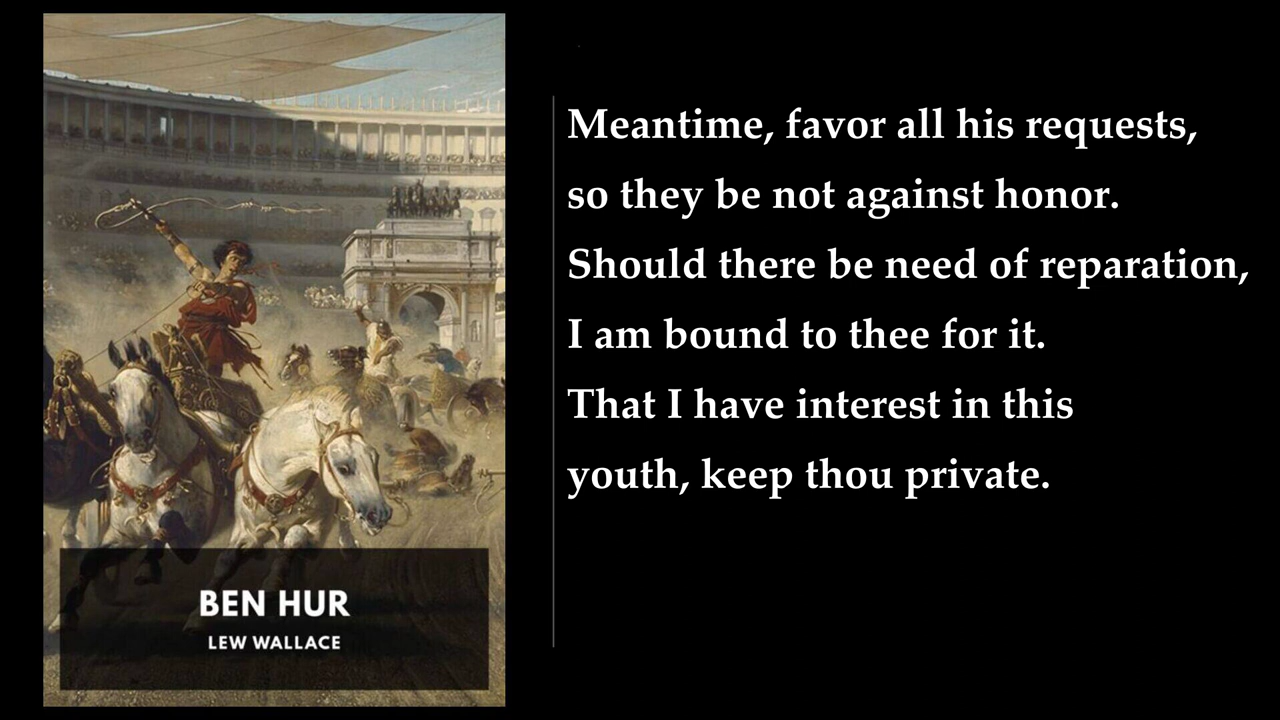 BEN HUR
LEW WALLACE
Meantime, favor all his requests,
so they be not against honor.
Should there be need of reparation,
I am bound to thee for it.
That I have interest in this
youth, keep thou private.